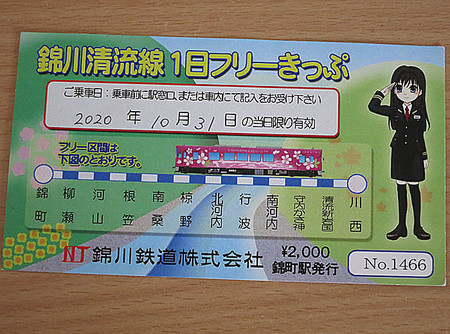 錦川清流線1日フリーきっぷ
ご乗車日：乗車前に駅窓口、または車内にて記入をお受け下さい
2020 年 10月 31日 の当日限り有効
フリー区間は
下図のとおりです。
錦町
柳瀬
河山
根笠
南桑
椋野
北河内
行波
南河内
守内かさ神
清流新岩国
川西
NT 錦川鉄道株式会社
¥2,000
錦町駅発行
No.1466